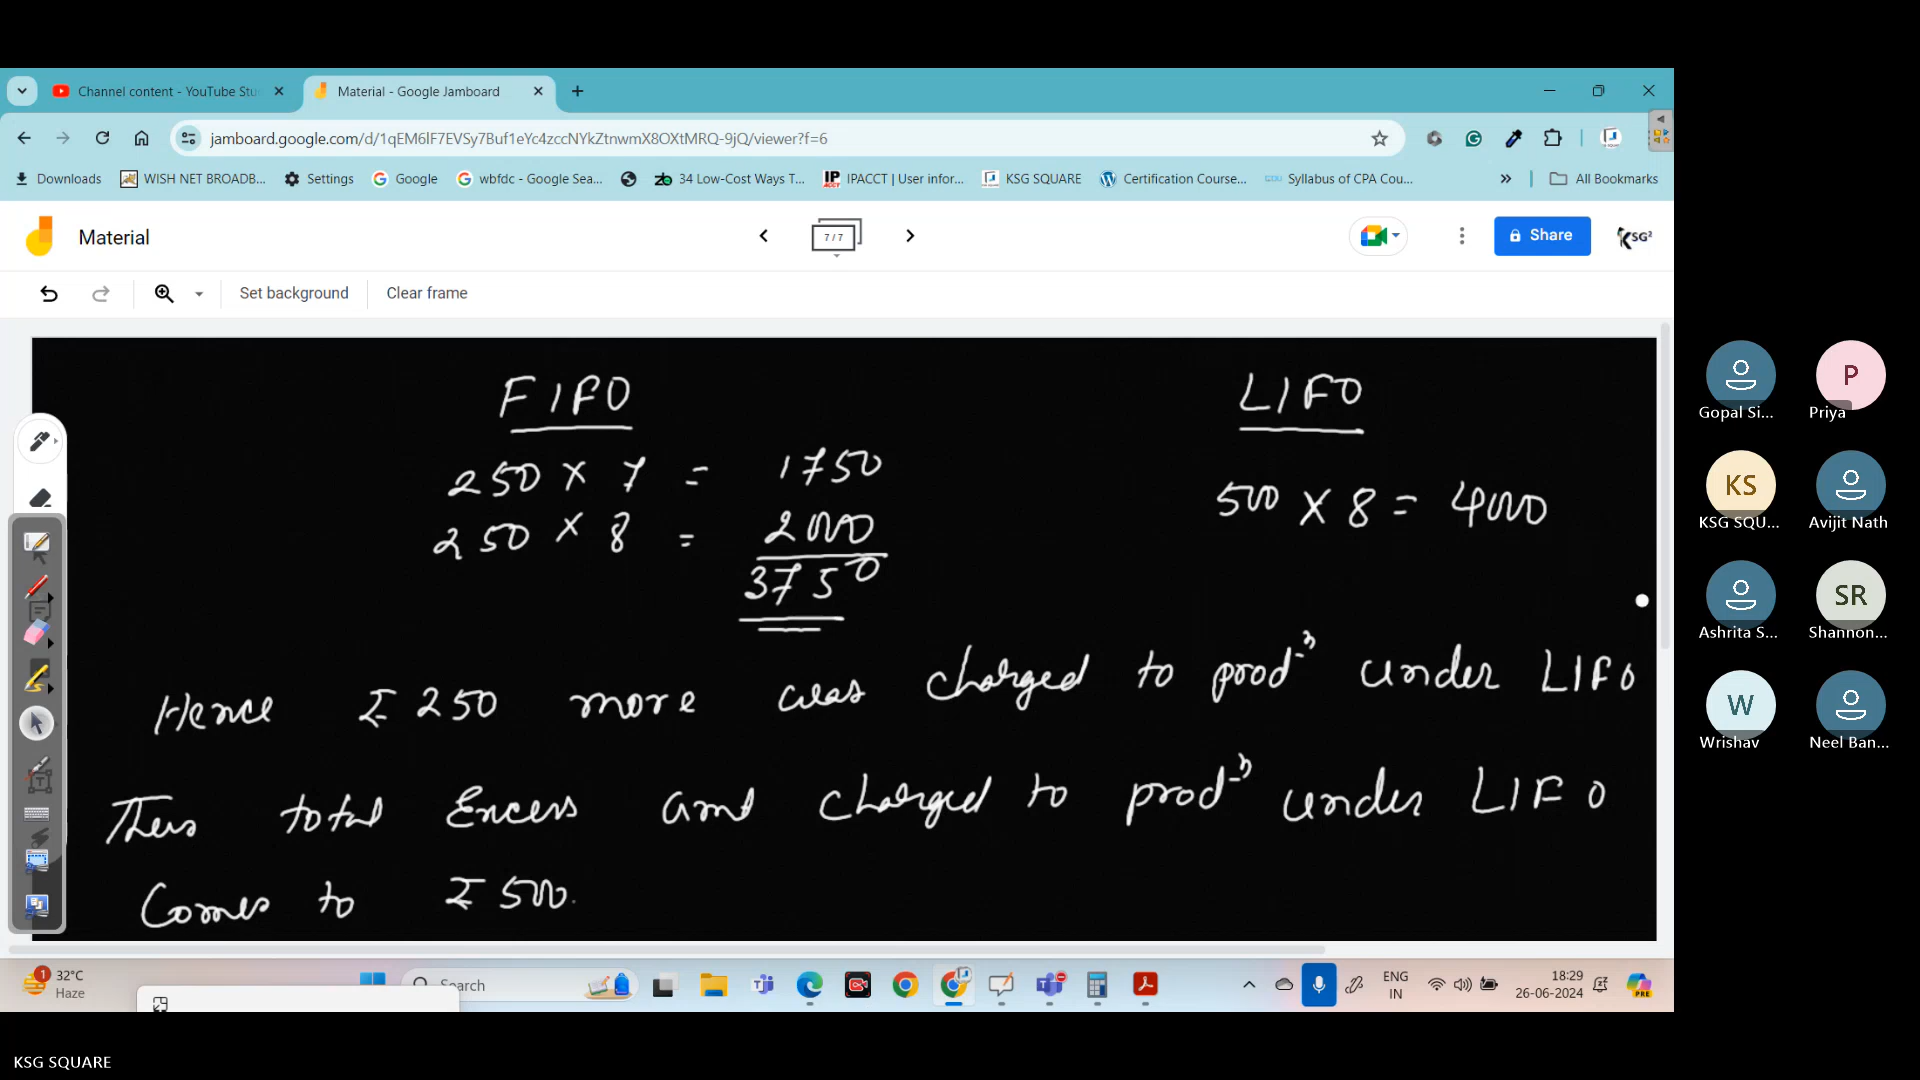 Channel content - YouTube Stu
Material - Google Jamboard
jamboard.google.com/d/1qEM6lF7EVSy7Buf1eYc4zccNYkZtnwmX8OXtMRQ-9jQ/viewer?f=6
Downloads WISH NET BROADB... Settings Google wbfdc - Google Sea... 34 Low-Cost Ways T... IPACCT | User infor... KSG SQUARE Certification Course... Syllabus of CPA Cou... » All Bookmarks
Material
7 / 7
Share
KSG²
Set background Clear frame
FIFO
LIFO
250 × 7 = 1750
250 × 8 = 2000
3750
500 × 8 = 4000
Hence ₹ 250 more was charged to prodⁿ under LIFO
Thus total Excess amt charged to prodⁿ under LIFO
Comes to ₹ 500.
Gopal Si...
P
Priya
KS
KSG SQU...
Avijit Nath
Ashrita S...
SR
Shannon...
W
Wrishav
Neel Ban...
1
32°C
Haze
Search
ENG
IN
18:29
26-06-2024
PRE
KSG SQUARE